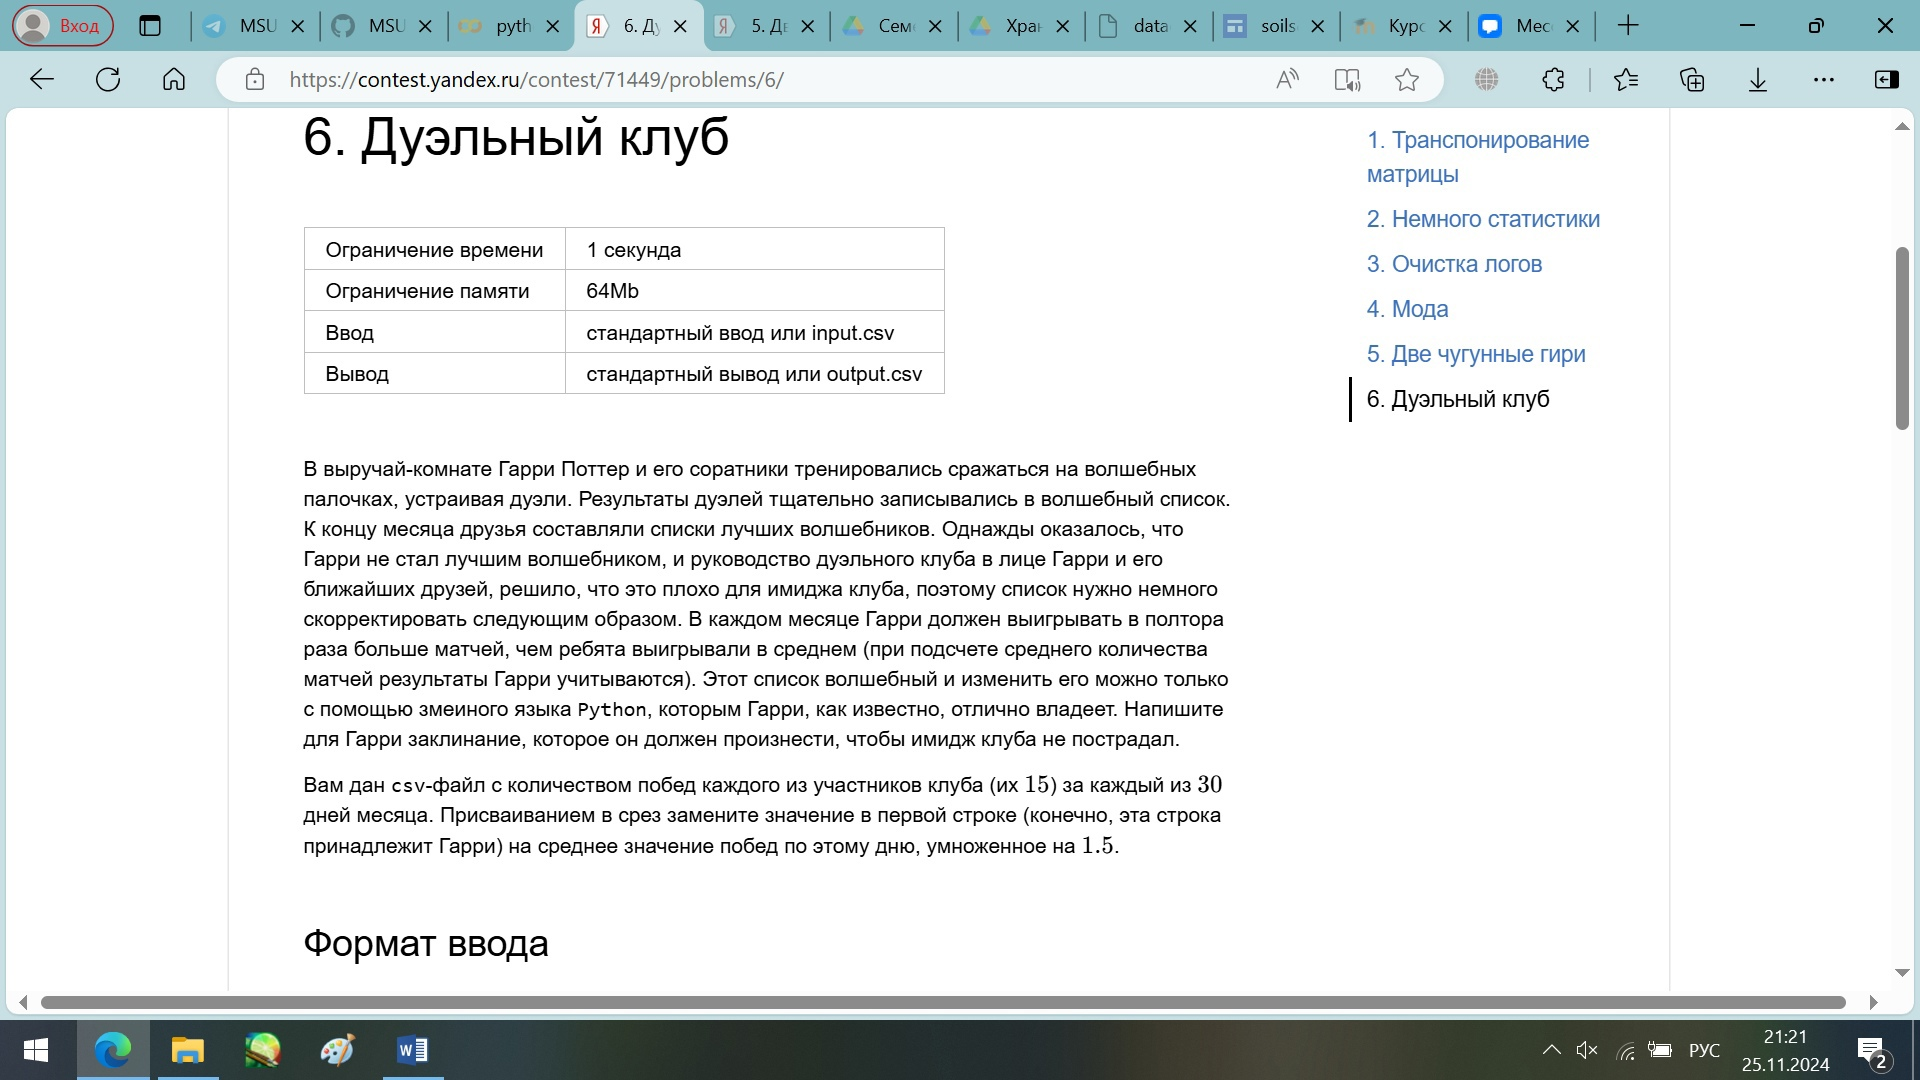 Вход
MSU
MSU
pyth
6. Ду
5. Дв
Сем
Хран
data
soils
Курс
Мес
https://contest.yandex.ru/contest/71449/problems/6/
6. Дуэльный клуб
Ограничение времени 1 секунда
Ограничение памяти 64Mb
Ввод стандартный ввод или input.csv
Вывод стандартный вывод или output.csv
В выручай-комнате Гарри Поттер и его соратники тренировались сражаться на волшебных
палочках, устраивая дуэли. Результаты дуэлей тщательно записывались в волшебный список.
К концу месяца друзья составляли списки лучших волшебников. Однажды оказалось, что
Гарри не стал лучшим волшебником, и руководство дуэльного клуба в лице Гарри и его
ближайших друзей, решило, что это плохо для имиджа клуба, поэтому список нужно немного
скорректировать следующим образом. В каждом месяце Гарри должен выигрывать в полтора
раза больше матчей, чем ребята выигрывали в среднем (при подсчете среднего количества
матчей результаты Гарри учитываются). Этот список волшебный и изменить его можно только
с помощью змеиного языка Python, которым Гарри, как известно, отлично владеет. Напишите
для Гарри заклинание, которое он должен произнести, чтобы имидж клуба не пострадал.
Вам дан csv-файл с количеством побед каждого из участников клуба (их 15) за каждый из 30
дней месяца. Присваиванием в срез замените значение в первой строке (конечно, эта строка
принадлежит Гарри) на среднее значение побед по этому дню, умноженное на 1.5.
Формат ввода
1. Транспонирование
матрицы
2. Немного статистики
3. Очистка логов
4. Мода
5. Две чугунные гири
6. Дуэльный клуб
РУС
21:21
25.11.2024
2